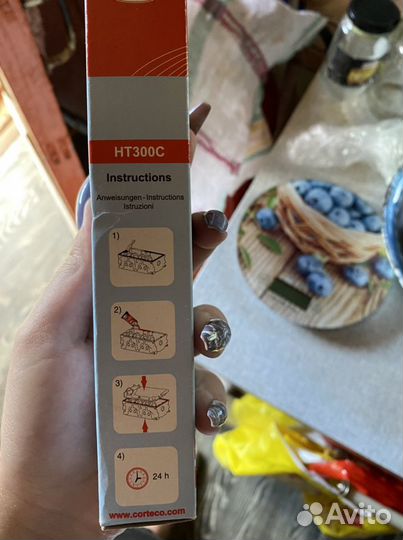 HT300C
Instructions
Anweisungen - Instructions
Istruzioni
1)
2)
3)
4)
24 h
www.corteco.com
Avito